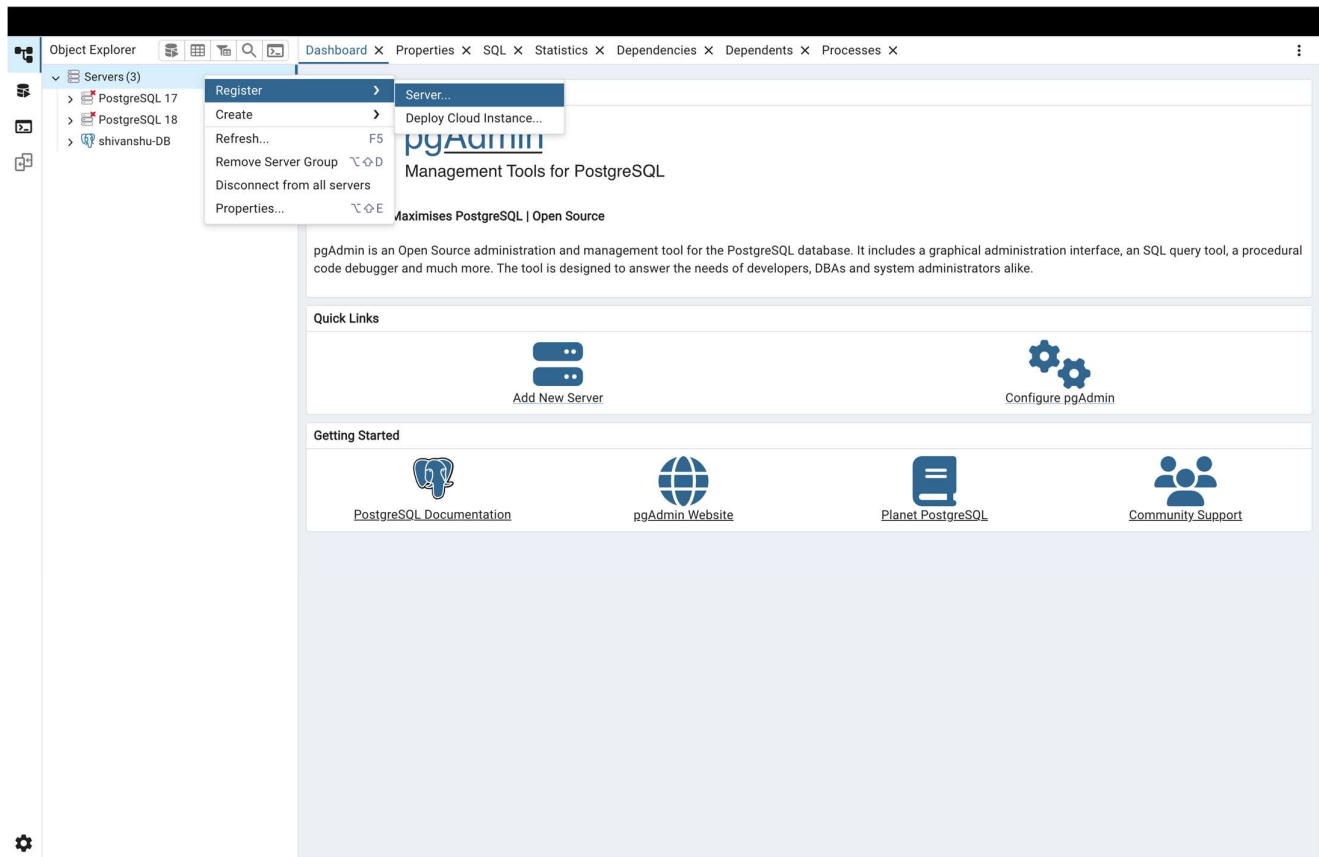 Object Explorer
Dashboard Properties SQL Statistics Dependencies Dependents Processes
Servers (3)
PostgreSQL 17
PostgreSQL 18
shivanshu-DB
Register
Create
Refresh... F5
Remove Server Group ⌥⇧D
Disconnect from all servers
Properties... ⌥⇧E
Server...
Deploy Cloud Instance...
pgAdmin
Management Tools for PostgreSQL
Maximises PostgreSQL | Open Source
pgAdmin is an Open Source administration and management tool for the PostgreSQL database. It includes a graphical administration interface, an SQL query tool, a procedural
code debugger and much more. The tool is designed to answer the needs of developers, DBAs and system administrators alike.
Quick Links
Add New Server
Configure pgAdmin
Getting Started
PostgreSQL Documentation
pgAdmin Website
Planet PostgreSQL
Community Support